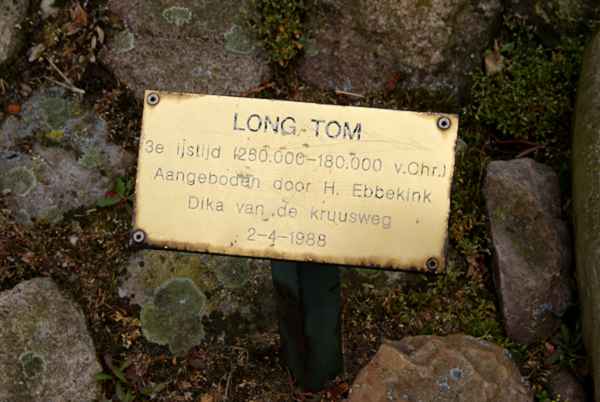 LONG TOM
3e ijstijd (280.000-180.000 v.Chr.)
Aangeboden door H. Ebbekink
Dika van de kruusweg
2-4-1988